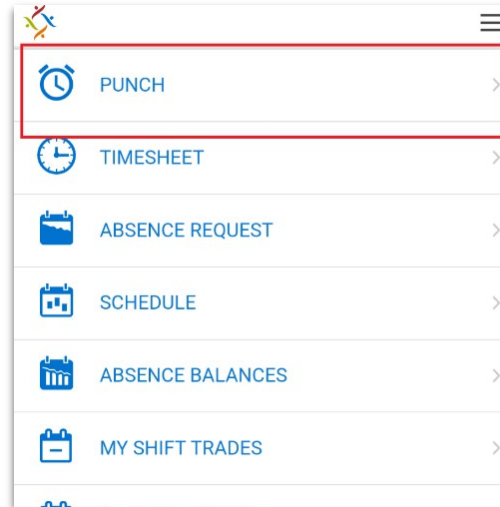 PUNCH
TIMESHEET
ABSENCE REQUEST
SCHEDULE
ABSENCE BALANCES
MY SHIFT TRADES